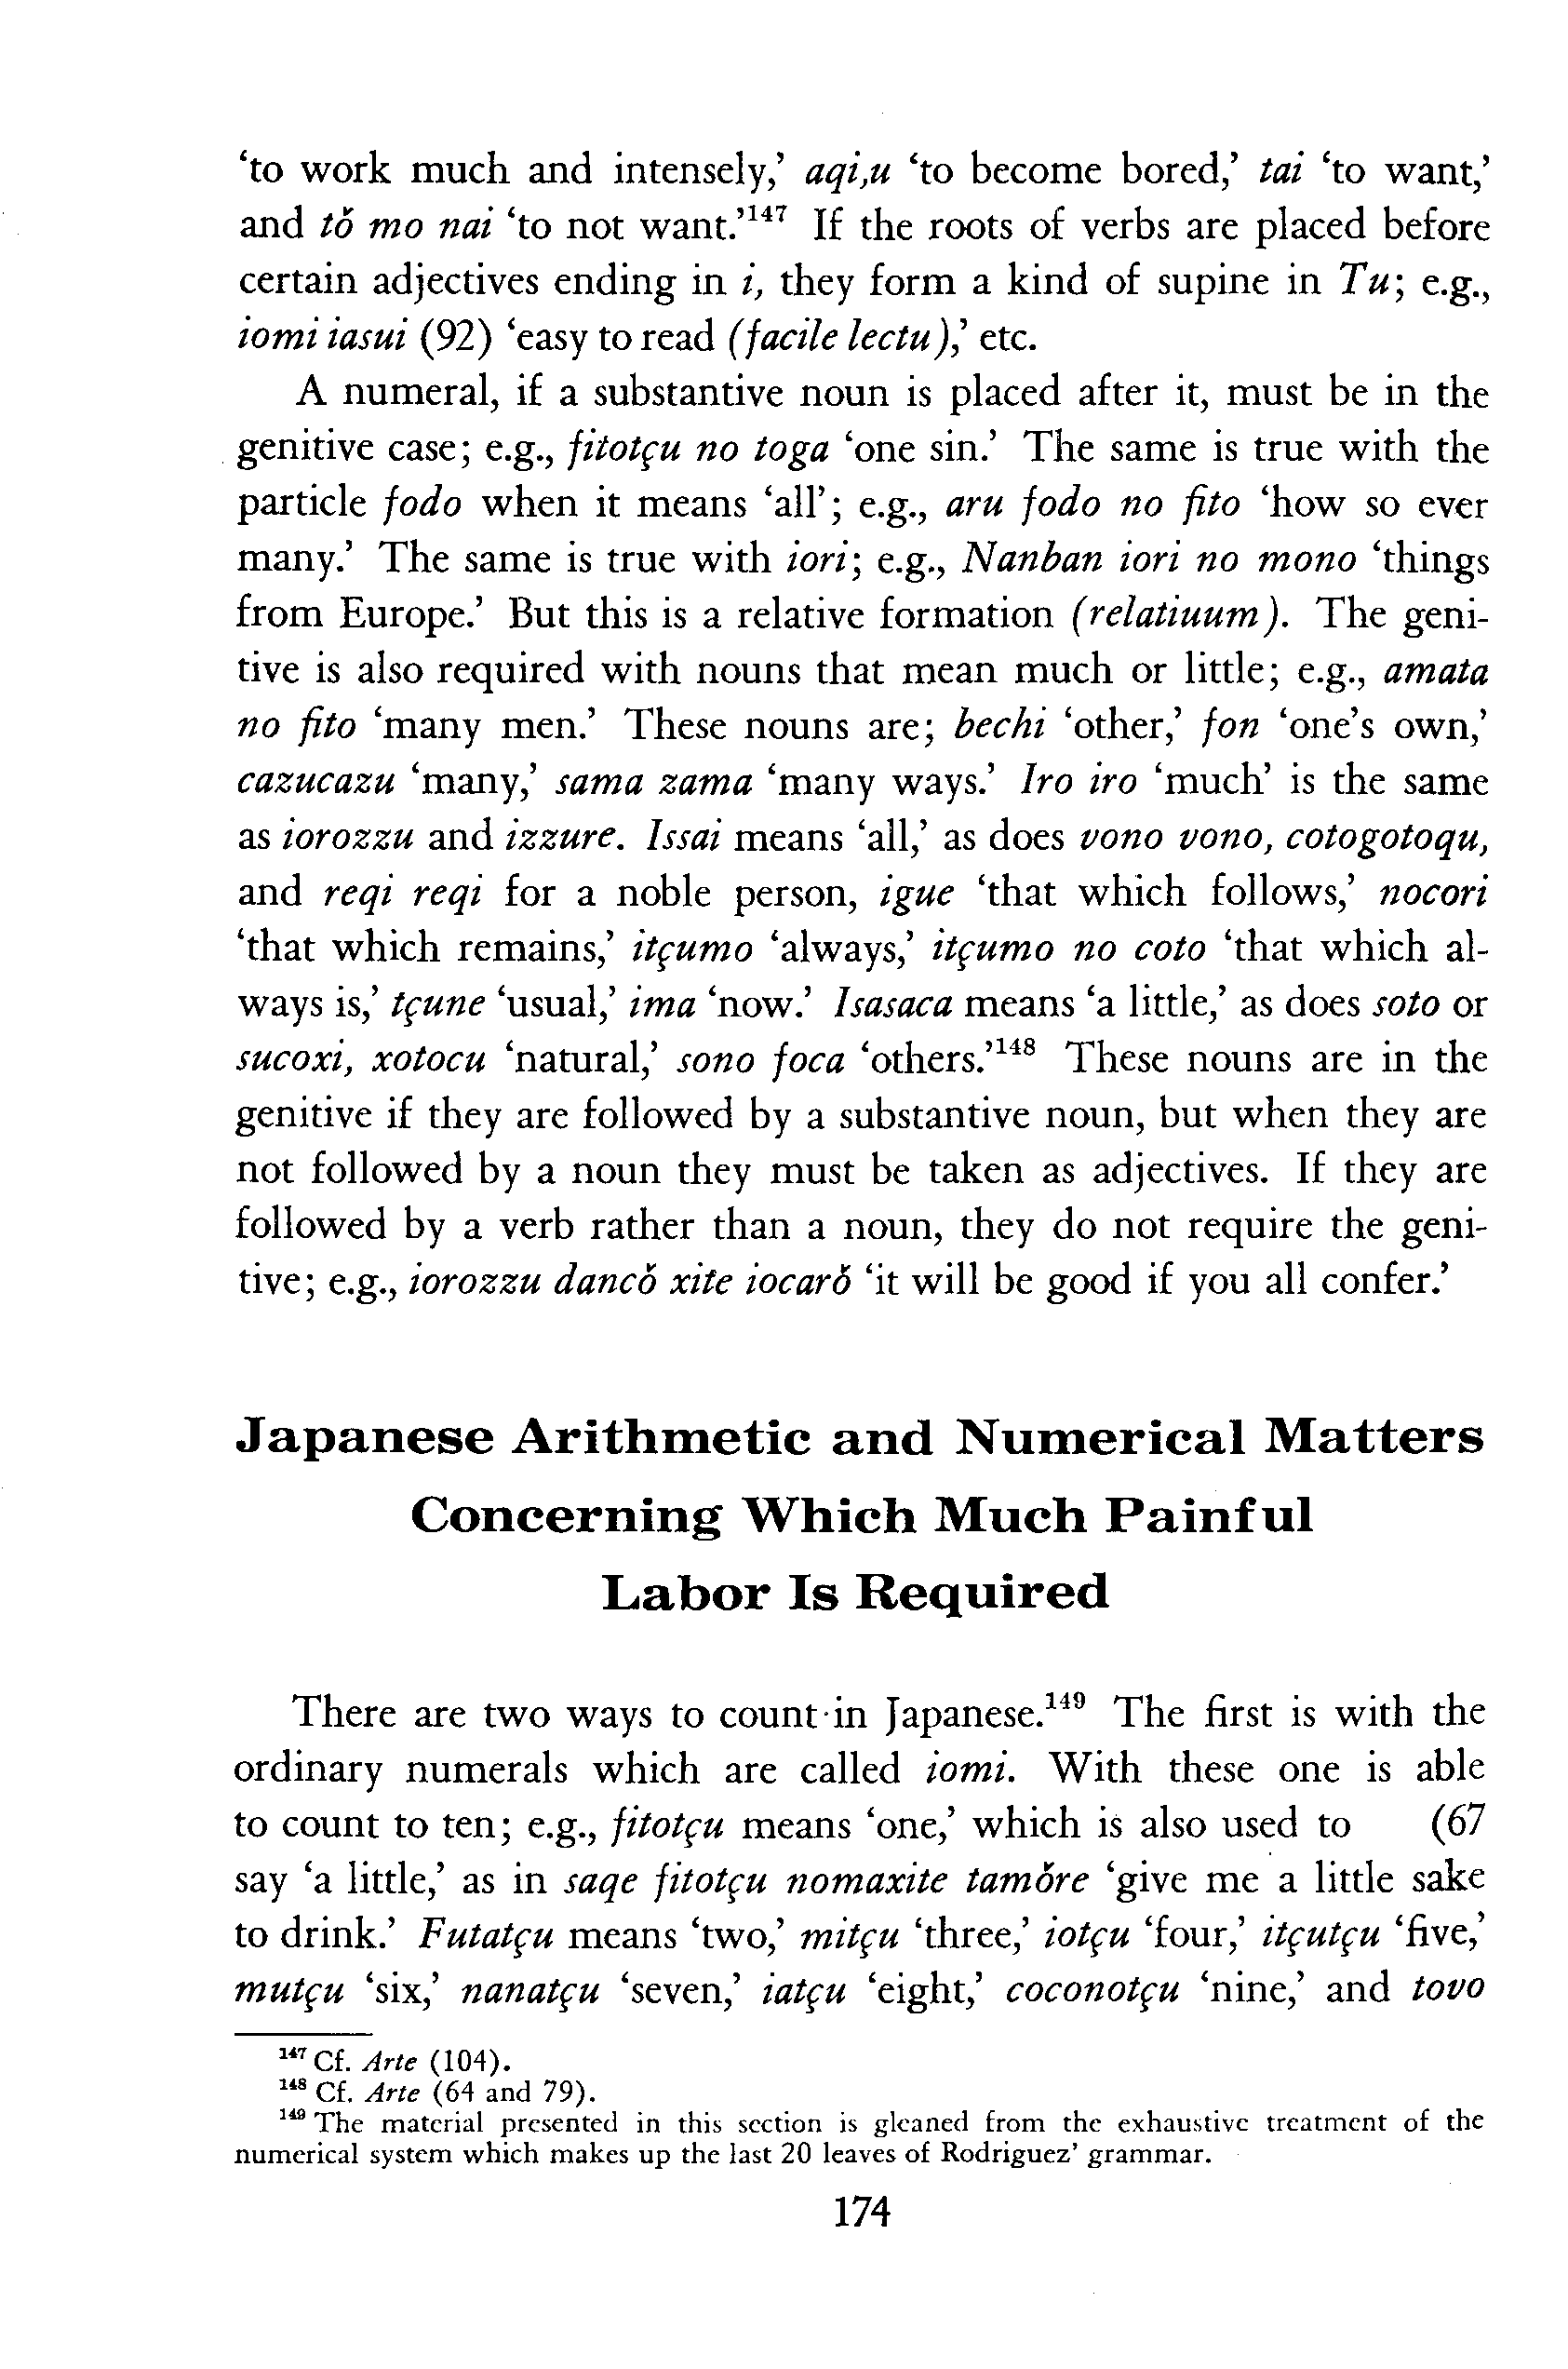 ‘to work much and intensely,’ aqi,u ‘to become bored,’ tai ‘to want,’
and tŏ mo nai ‘to not want.’147 If the roots of verbs are placed before
certain adjectives ending in i, they form a kind of supine in Tu; e.g.,
iomi iasui (92) ‘easy to read (facile lectu),’ etc.
A numeral, if a substantive noun is placed after it, must be in the
genitive case; e.g., fitotçu no toga ‘one sin.’ The same is true with the
particle fodo when it means ‘all’; e.g., aru fodo no fito ‘how so ever
many.’ The same is true with iori; e.g., Nanban iori no mono ‘things
from Europe.’ But this is a relative formation (relatiuum). The geni-
tive is also required with nouns that mean much or little; e.g., amata
no fito ‘many men.’ These nouns are; bechi ‘other,’ fon ‘one’s own,’
cazucazu ‘many,’ sama zama ‘many ways.’ Iro iro ‘much’ is the same
as iorozzu and izzure. Issai means ‘all,’ as does vono vono, cotogotoqu,
and reqi reqi for a noble person, igue ‘that which follows,’ nocori
‘that which remains,’ itçumo ‘always,’ itçumo no coto ‘that which al-
ways is,’ tçune ‘usual,’ ima ‘now.’ Isasaca means ‘a little,’ as does soto or
sucoxi, xotocu ‘natural,’ sono foca ‘others.’148 These nouns are in the
genitive if they are followed by a substantive noun, but when they are
not followed by a noun they must be taken as adjectives. If they are
followed by a verb rather than a noun, they do not require the geni-
tive; e.g., iorozzu dancŏ xite iocarŏ ‘it will be good if you all confer.’
Japanese Arithmetic and Numerical Matters
Concerning Which Much Painful
Labor Is Required
There are two ways to count in Japanese.149 The first is with the
ordinary numerals which are called iomi. With these one is able
to count to ten; e.g., fitotçu means ‘one,’ which is also used to (67
say ‘a little,’ as in saqe fitotçu nomaxite tamŏre ‘give me a little sake
to drink.’ Futatçu means ‘two,’ mitçu ‘three,’ iotçu ‘four,’ itçutçu ‘five,’
mutçu ‘six,’ nanatçu ‘seven,’ iatçu ‘eight,’ coconotçu ‘nine,’ and tovo
147 Cf. Arte (104).
148 Cf. Arte (64 and 79).
149 The material presented in this section is gleaned from the exhaustive treatment of the
numerical system which makes up the last 20 leaves of Rodriguez’ grammar.
174